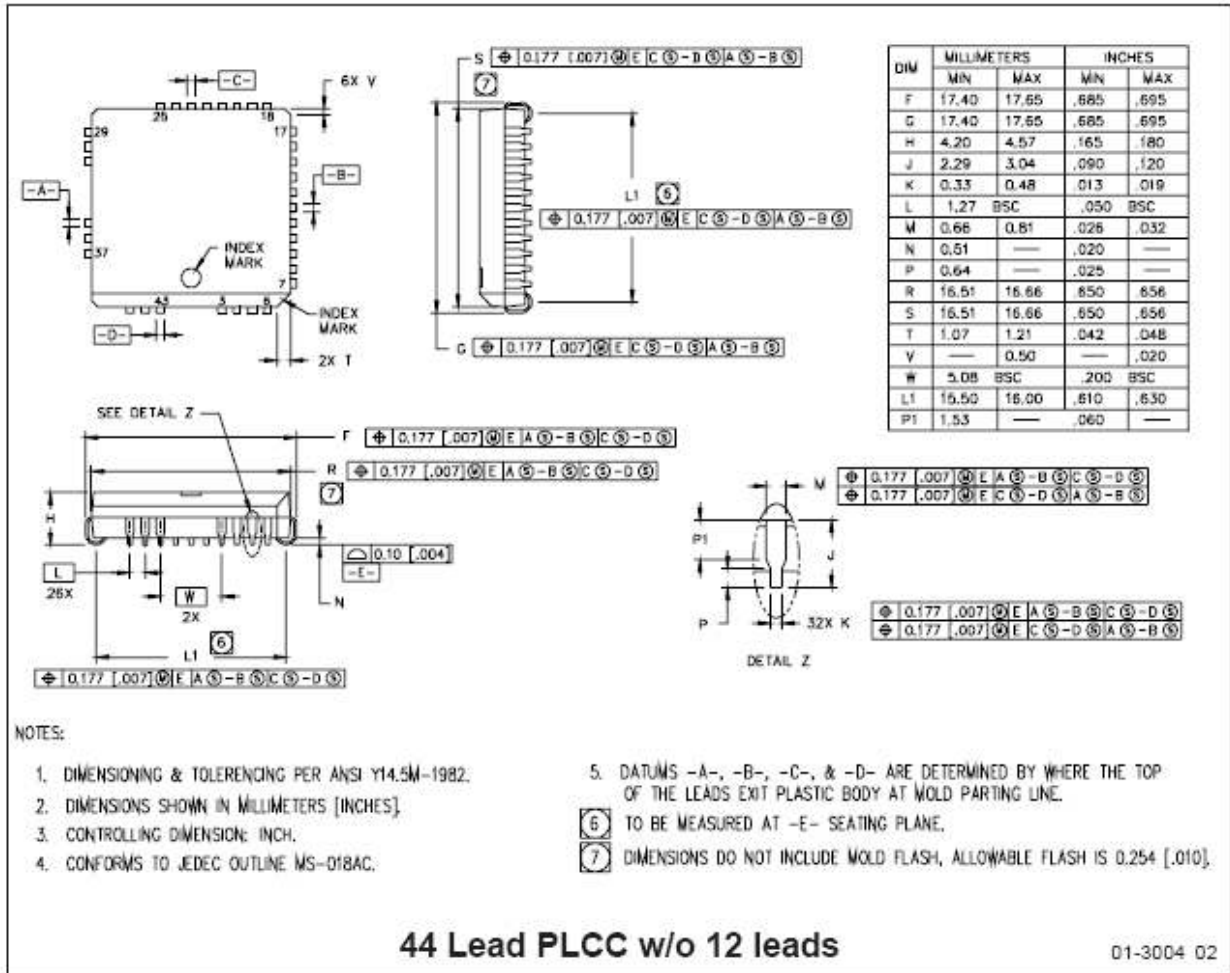 -C-
6X V
25
18
29
17
-A-
-B-
INDEX
MARK
37
7
43
3
6
INDEX
MARK
-D-
2X T
S ⌖ 0.177 [.007] Ⓜ E C Ⓢ-D Ⓢ A Ⓢ-B Ⓢ
7
L1 6
⌖ 0.177 [.007] Ⓜ E C Ⓢ-D Ⓢ A Ⓢ-B Ⓢ
G ⌖ 0.177 [.007] Ⓜ E C Ⓢ-D Ⓢ A Ⓢ-B Ⓢ
DIM MILLIMETERS INCHES
MIN MAX MIN MAX
F 17.40 17.65 .685 .695
G 17.40 17.65 .685 .695
H 4.20 4.57 .165 .180
J 2.29 3.04 .090 .120
K 0.33 0.48 .013 .019
L 1.27 BSC .050 BSC
M 0.66 0.81 .026 .032
N 0.51 — .020 —
P 0.64 — .025 —
R 16.51 16.66 .650 .656
S 16.51 16.66 .650 .656
T 1.07 1.21 .042 .048
V — 0.50 — .020
W 5.08 BSC .200 BSC
L1 15.50 16.00 .610 .630
P1 1.53 — .060 —
SEE DETAIL Z
F ⌖ 0.177 [.007] Ⓜ E A Ⓢ-B Ⓢ C Ⓢ-D Ⓢ
R ⌖ 0.177 [.007] Ⓜ E A Ⓢ-B Ⓢ C Ⓢ-D Ⓢ
7
H
⌓ 0.10 [.004]
-E-
L
26X
W
2X
N
L1 6
⌖ 0.177 [.007] Ⓜ E A Ⓢ-B Ⓢ C Ⓢ-D Ⓢ
M ⌖ 0.177 [.007] Ⓜ E A Ⓢ-B Ⓢ C Ⓢ-D Ⓢ
⌖ 0.177 [.007] Ⓜ E C Ⓢ-D Ⓢ A Ⓢ-B Ⓢ
P1
J
P
32X K
⌖ 0.177 [.007] Ⓜ E A Ⓢ-B Ⓢ C Ⓢ-D Ⓢ
⌖ 0.177 [.007] Ⓜ E C Ⓢ-D Ⓢ A Ⓢ-B Ⓢ
DETAIL Z
NOTES:
1. DIMENSIONING & TOLERENCING PER ANSI Y14.5M-1982.
2. DIMENSIONS SHOWN IN MILLIMETERS [INCHES].
3. CONTROLLING DIMENSION: INCH.
4. CONFORMS TO JEDEC OUTLINE MS-018AC.
5. DATUMS -A-, -B-, -C-, & -D- ARE DETERMINED BY WHERE THE TOP
OF THE LEADS EXIT PLASTIC BODY AT MOLD PARTING LINE.
6 TO BE MEASURED AT -E- SEATING PLANE.
7 DIMENSIONS DO NOT INCLUDE MOLD FLASH, ALLOWABLE FLASH IS 0.254 [.010].
44 Lead PLCC w/o 12 leads
01-3004 02